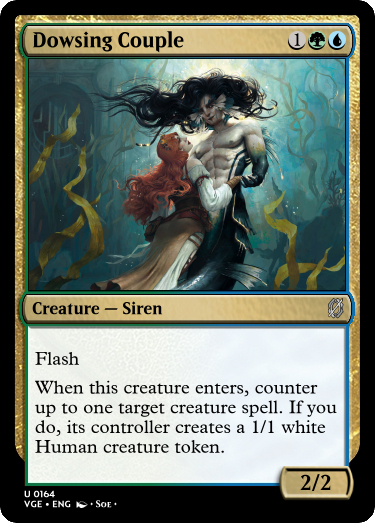 Dowsing Couple 1
Creature — Siren
Flash
When this creature enters, counter
up to one target creature spell. If you
do, its controller creates a 1/1 white
Human creature token.
2/2
U 0164
VGE • ENG • Soe •